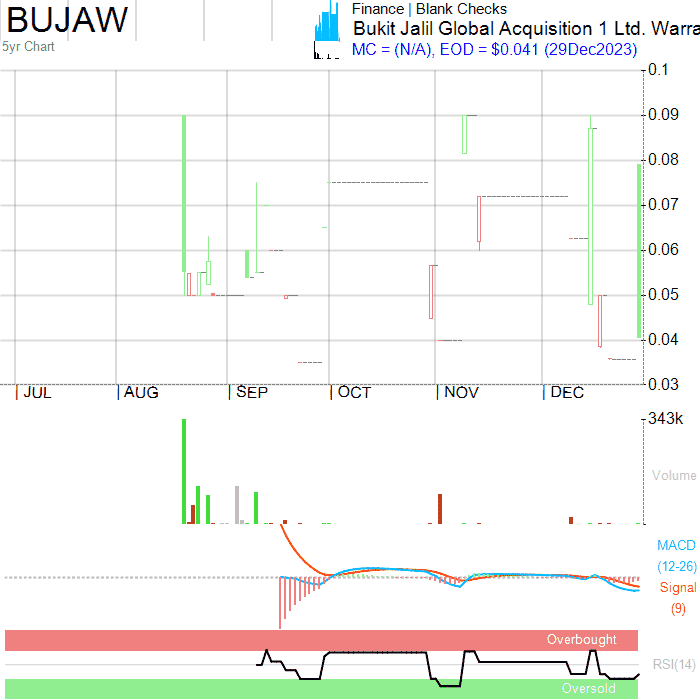 BUJAW
5yr Chart
Finance | Blank Checks
Bukit Jalil Global Acquisition 1 Ltd. Warra
MC = (N/A), EOD = $0.041 (29Dec2023)
0.1
0.09
0.08
0.07
0.06
0.05
0.04
0.03
JUL AUG SEP OCT NOV DEC
343k
Volume
MACD
(12-26)
Signal
(9)
Overbought
RSI(14)
Oversold